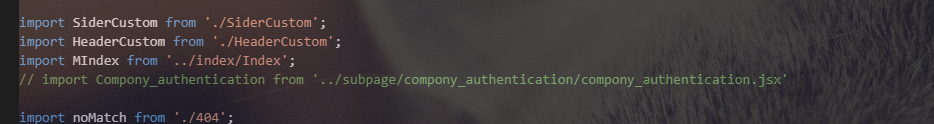 import SiderCustom from './SiderCustom';
import HeaderCustom from './HeaderCustom';
import MIndex from '../index/Index';
// import Compony_authentication from '../subpage/compony_authentication/compony_authentication.jsx'
import noMatch from './404';